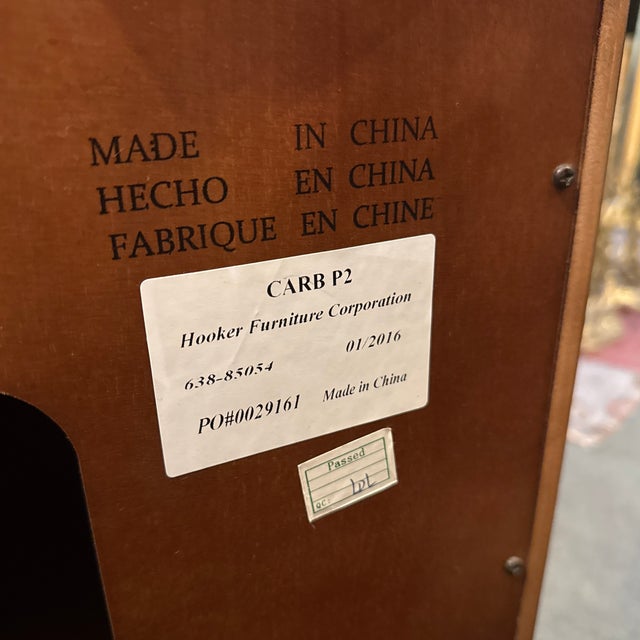 MADE IN CHINA
HECHO EN CHINA
FABRIQUE EN CHINE
CARB P2
Hooker Furniture Corporation
638-85054 01/2016
PO#0029161 Made in China
Passed
QC: